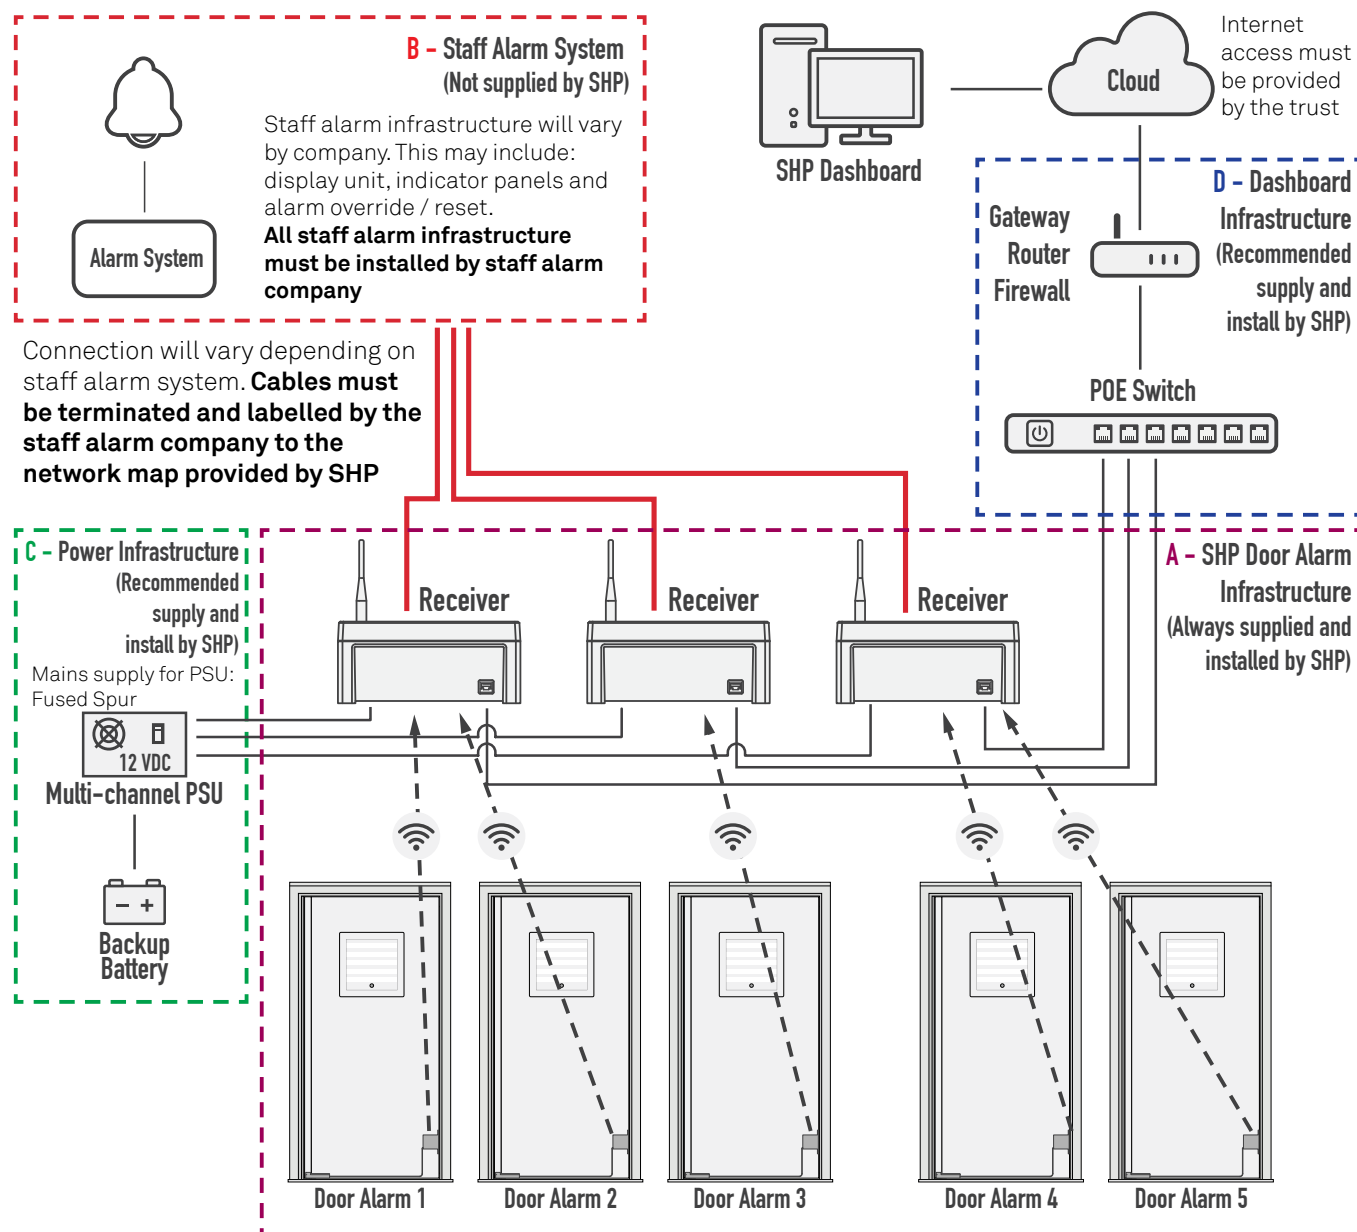 B – Staff Alarm System
(Not supplied by SHP)
Staff alarm infrastructure will vary
by company. This may include:
display unit, indicator panels and
alarm override / reset.
All staff alarm infrastructure
must be installed by staff alarm
company
Alarm System
Connection will vary depending on
staff alarm system. Cables must
be terminated and labelled by the
staff alarm company to the
network map provided by SHP
SHP Dashboard
Cloud
Internet
access must
be provided
by the trust
D – Dashboard
Infrastructure
(Recommended
supply and
install by SHP)
Gateway
Router
Firewall
POE Switch
C – Power Infrastructure
(Recommended
supply and
install by SHP)
Mains supply for PSU:
Fused Spur
12 VDC
Multi-channel PSU
– +
Backup
Battery
A – SHP Door Alarm
Infrastructure
(Always supplied and
installed by SHP)
Receiver
Receiver
Receiver
Door Alarm 1
Door Alarm 2
Door Alarm 3
Door Alarm 4
Door Alarm 5